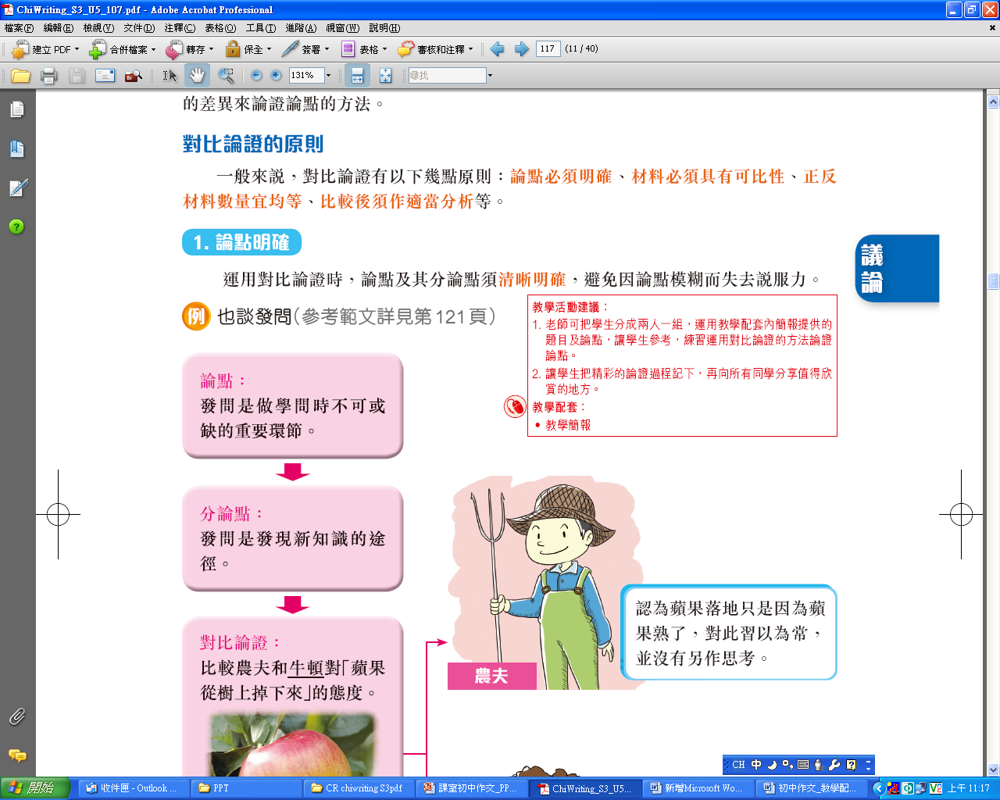 ChiWriting_S3_U5_107.pdf - Adobe Acrobat Professional
檔案(F) 編輯(E) 檢視(V) 文件(D) 注釋(C) 表格(O) 工具(T) 進階(A) 視窗(W) 說明(H)
建立 PDF 合併檔案 轉存 保全 簽署 表格 審核和注釋 117 (11 / 40)
Br 131% 尋找
的差異來論證論點的方法。
對比論證的原則
一般來説，對比論證有以下幾點原則：論點必須明確、材料必須具有可比性、正反
材料數量宜均等、比較後須作適當分析等。
1. 論點明確
議
論
運用對比論證時，論點及其分論點須清晰明確，避免因論點模糊而失去説服力。
例 也談發問（參考範文詳見第 121 頁）
教學活動建議：
1. 老師可把學生分成兩人一組，運用教學配套內簡報提供的
題目及論點，讓學生參考，練習運用對比論證的方法論證
論點。
2. 讓學生把精彩的論證過程記下，再向所有同學分享值得欣
賞的地方。
教學配套：
• 教學簡報
論點：
發問是做學問時不可或
缺的重要環節。
分論點：
發問是發現新知識的途
徑。
對比論證：
比較農夫和牛頓對「蘋果
從樹上掉下來」的態度。
認為蘋果落地只是因為蘋
果熟了，對此習以為常，
並沒有另作思考。
農夫
CH 中
開始 收件匣 - Outlook ... PPT CR chiwriting S3pdf 課室初中作文_PP... ChiWriting_S3_U5... 新增Microsoft Wo... 初中作文_教學配... 上午 11:17